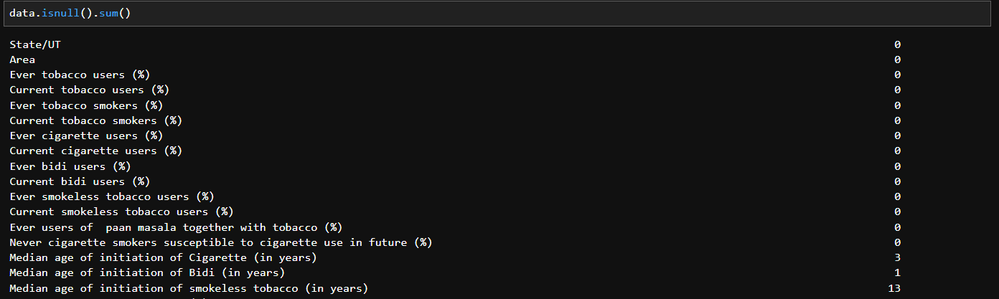 data.isnull().sum()
State/UT 0
Area 0
Ever tobacco users (%) 0
Current tobacco users (%) 0
Ever tobacco smokers (%) 0
Current tobacco smokers (%) 0
Ever cigarette users (%) 0
Current cigarette users (%) 0
Ever bidi users (%) 0
Current bidi users (%) 0
Ever smokeless tobacco users (%) 0
Current smokeless tobacco users (%) 0
Ever users of  paan masala together with tobacco (%) 0
Never cigarette smokers susceptible to cigarette use in future (%) 0
Median age of initiation of Cigarette (in years) 3
Median age of initiation of Bidi (in years) 1
Median age of initiation of smokeless tobacco (in years) 13